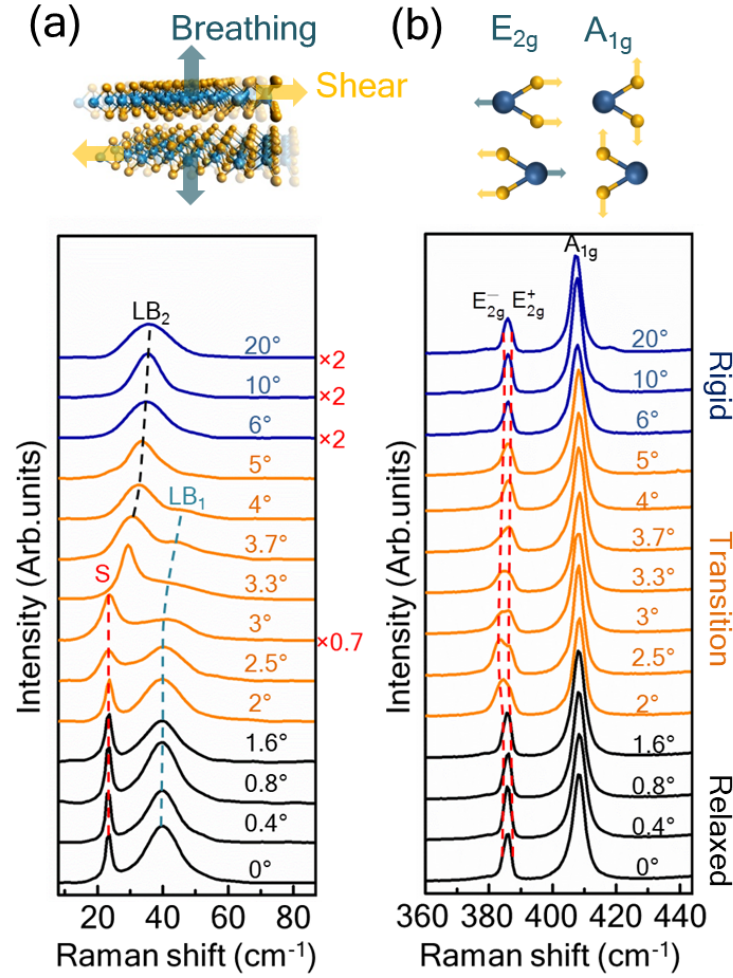 (a)
Breathing
Shear
(b)
E2g
A1g
LB2
20°
×2
10°
×2
6°
×2
5°
LB1
4°
3.7°
S
3.3°
3°
×0.7
2.5°
2°
1.6°
0.8°
0.4°
0°
Intensity (Arb.units)
20
40
60
80
Raman shift (cm-1)
A1g
E−2g
E+2g
20°
10°
6°
5°
4°
3.7°
3.3°
3°
2.5°
2°
1.6°
0.8°
0.4°
0°
Rigid
Transition
Relaxed
Intensity (Arb.units)
360
380
400
420
440
Raman shift (cm-1)